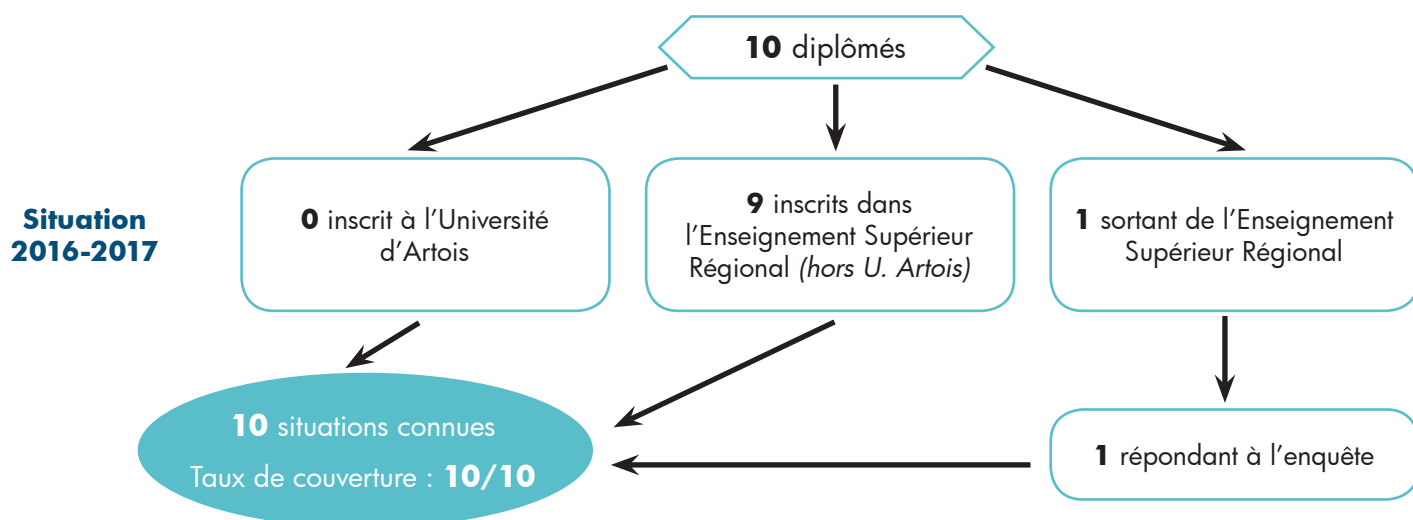 10 diplômés
Situation
2016-2017
0 inscrit à l’Université
d’Artois
9 inscrits dans
l’Enseignement Supérieur
Régional (hors U. Artois)
1 sortant de l’Enseignement
Supérieur Régional
10 situations connues
Taux de couverture : 10/10
1 répondant à l’enquête